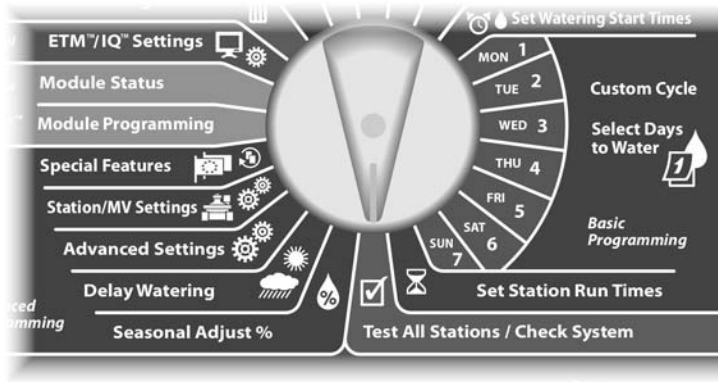 Set Watering Start Times
ETM™/IQ™ Settings
Module Status
Module Programming
Special Features
Station/MV Settings
Advanced Settings
Delay Watering
Seasonal Adjust %
%
MON 1
TUE 2
WED 3
THU 4
FRI 5
SAT 6
SUN 7
Custom Cycle
Select Days
to Water
1
Basic
Programming
Set Station Run Times
Test All Stations / Check System